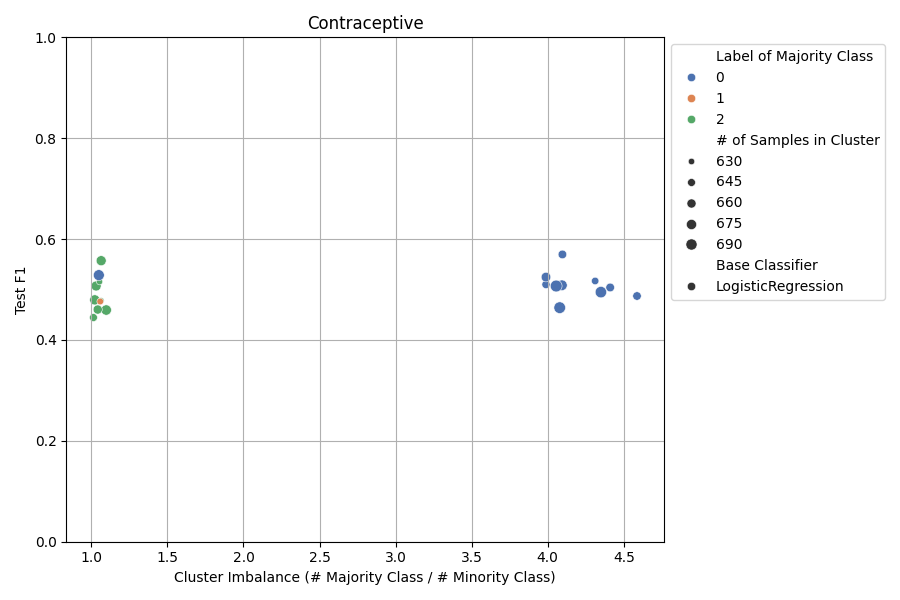 Contraceptive
1.0
0.8
0.6
0.4
0.2
0.0
Test F1
1.0 1.5 2.0 2.5 3.0 3.5 4.0 4.5
Cluster Imbalance (# Majority Class / # Minority Class)
Label of Majority Class
0
1
2
# of Samples in Cluster
630
645
660
675
690
Base Classifier
LogisticRegression